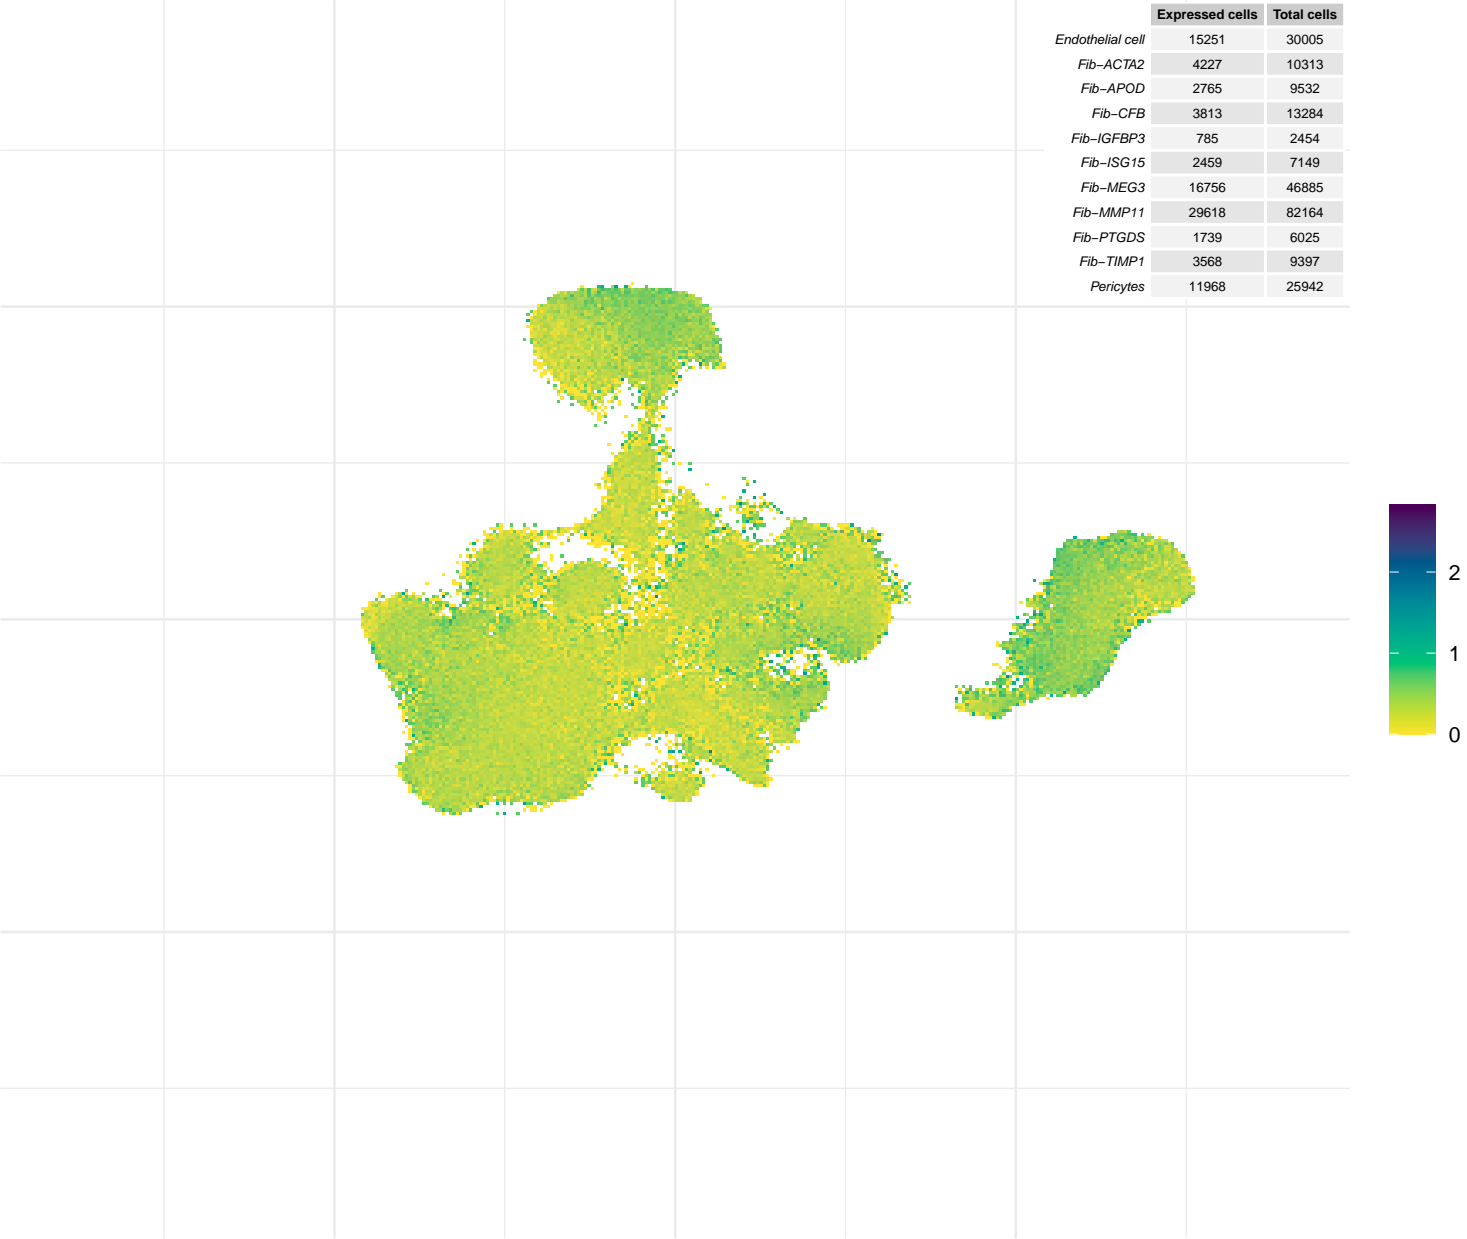 Expressed cells Total cells
Endothelial cell 15251 30005
Fib−ACTA2 4227 10313
Fib−APOD 2765 9532
Fib−CFB 3813 13284
Fib−IGFBP3 785 2454
Fib−ISG15 2459 7149
Fib−MEG3 16756 46885
Fib−MMP11 29618 82164
Fib−PTGDS 1739 6025
Fib−TIMP1 3568 9397
Pericytes 11968 25942
2
1
0